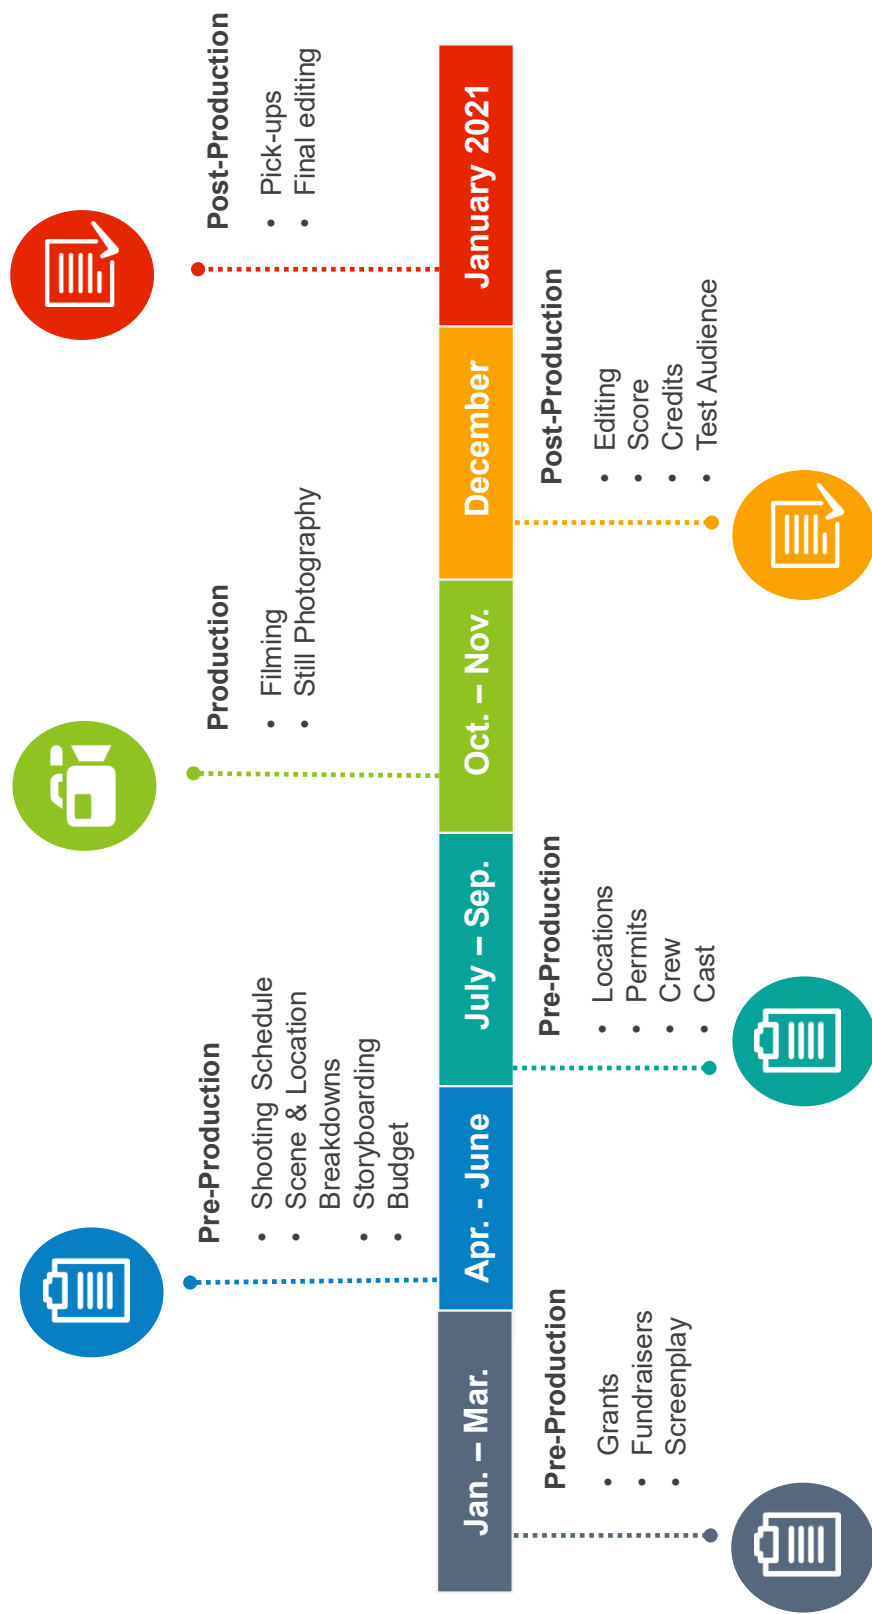 Jan. – Mar.
Pre-Production
• Grants
• Fundraisers
• Screenplay
Apr. - June
Pre-Production
• Shooting Schedule
• Scene & Location
Breakdowns
• Storyboarding
• Budget
July – Sep.
Pre-Production
• Locations
• Permits
• Crew
• Cast
Oct. – Nov.
Production
• Filming
• Still Photography
December
Post-Production
• Editing
• Score
• Credits
• Test Audience
January 2021
Post-Production
• Pick-ups
• Final editing